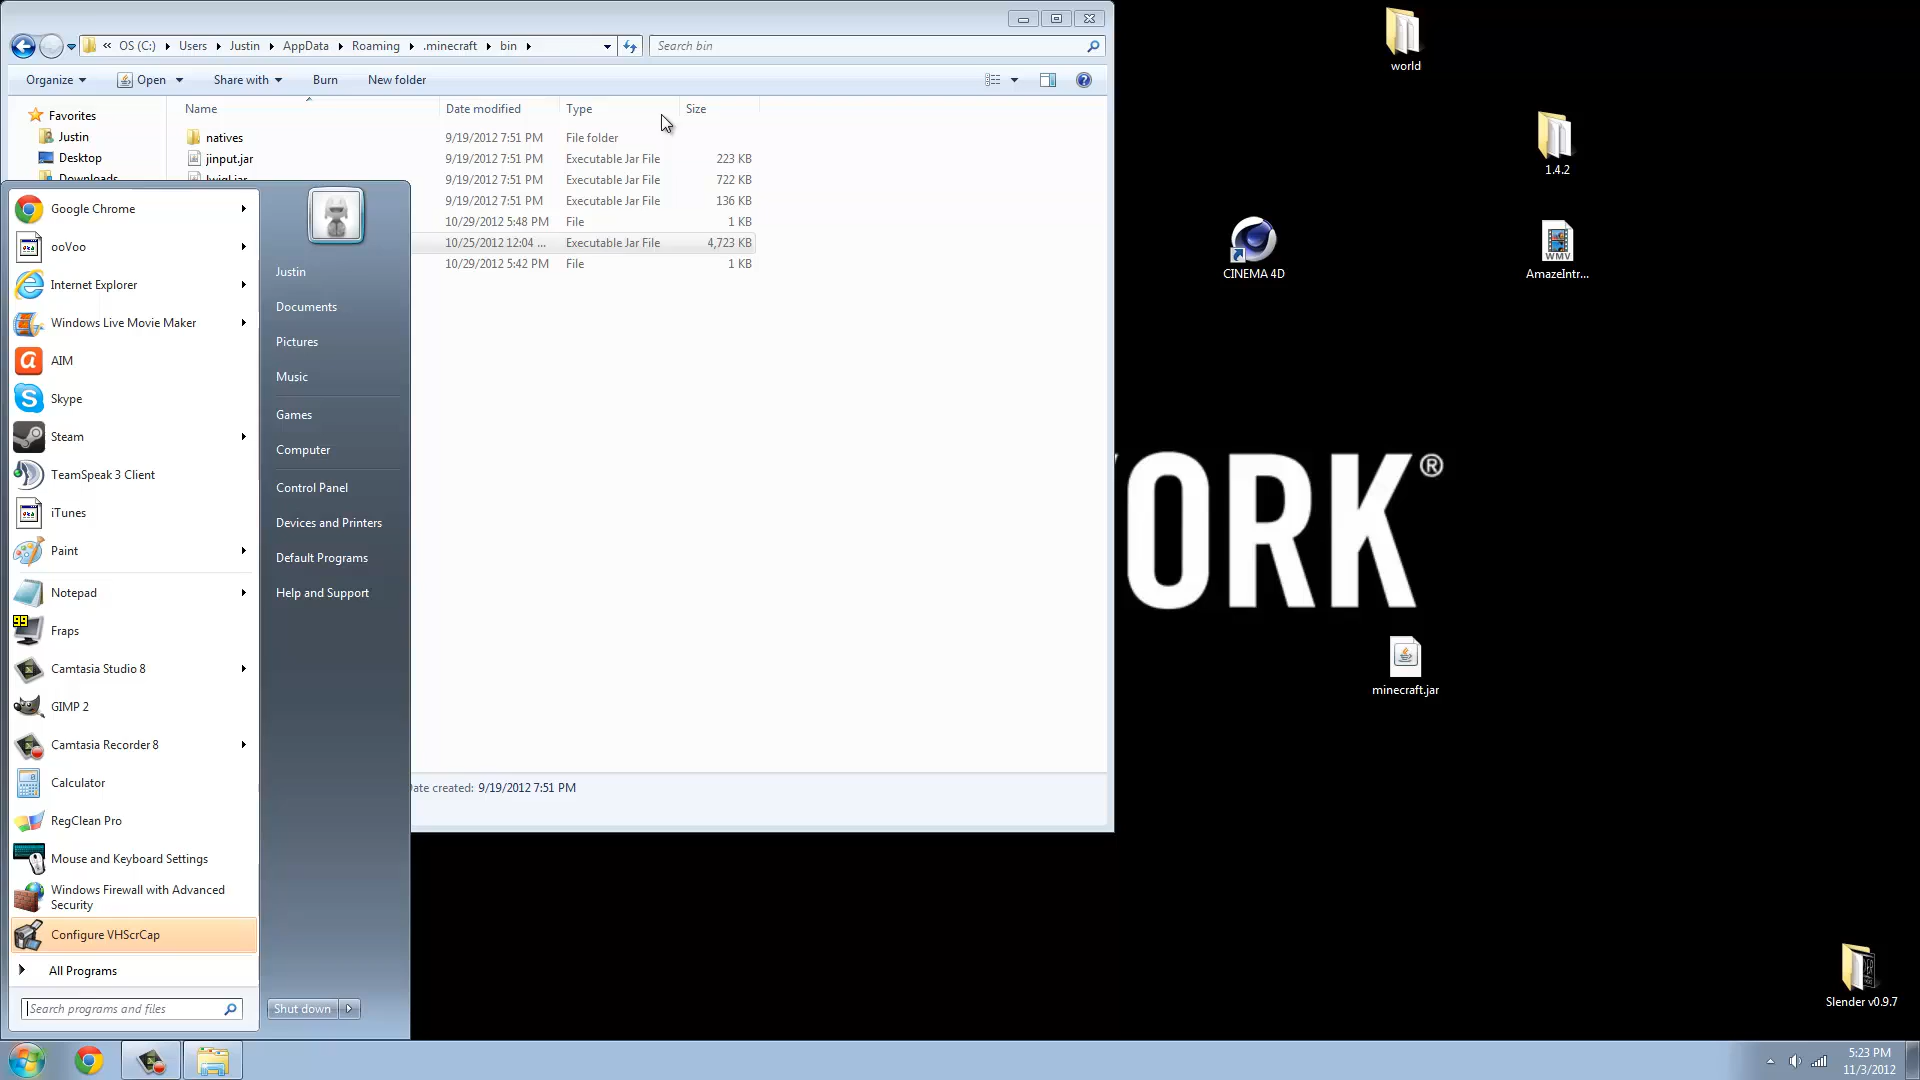 « OS (C:) Users Justin AppData Roaming .minecraft bin
Search bin
Organize Open Share with Burn New folder
Name Date modified Type Size
natives 9/19/2012 7:51 PM File folder
jinput.jar 9/19/2012 7:51 PM Executable Jar File 223 KB
lwjgl.jar 9/19/2012 7:51 PM Executable Jar File 722 KB
9/19/2012 7:51 PM Executable Jar File 136 KB
10/29/2012 5:48 PM File 1 KB
10/25/2012 12:04 ... Executable Jar File 4,723 KB
10/29/2012 5:42 PM File 1 KB
Favorites
Justin
Desktop
Downloads
Google Chrome
ooVoo
Internet Explorer
Windows Live Movie Maker
AIM
Skype
Steam
TeamSpeak 3 Client
iTunes
Paint
Notepad
99
Fraps
Camtasia Studio 8
GIMP 2
Camtasia Recorder 8
Calculator
RegClean Pro
Mouse and Keyboard Settings
Windows Firewall with Advanced
Security
Configure VHScrCap
All Programs
Search programs and files
Justin
Documents
Pictures
Music
Games
Computer
Control Panel
Devices and Printers
Default Programs
Help and Support
Shut down
Date created: 9/19/2012 7:51 PM
world
1.4.2
CINEMA 4D
WMV
AmazeIntr...
ORK®
minecraft.jar
Slender v0.9.7
5:23 PM
11/3/2012